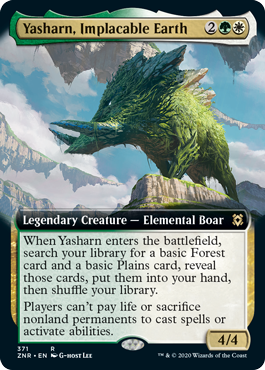 Yasharn, Implacable Earth 2
Legendary Creature — Elemental Boar
When Yasharn enters the battlefield,
search your library for a basic Forest
card and a basic Plains card, reveal
those cards, put them into your hand,
then shuffle your library.
Players can't pay life or sacrifice
nonland permanents to cast spells or
activate abilities.
4/4
371 R
ZNR • EN G-HOST LEE
™ & © 2020 Wizards of the Coast